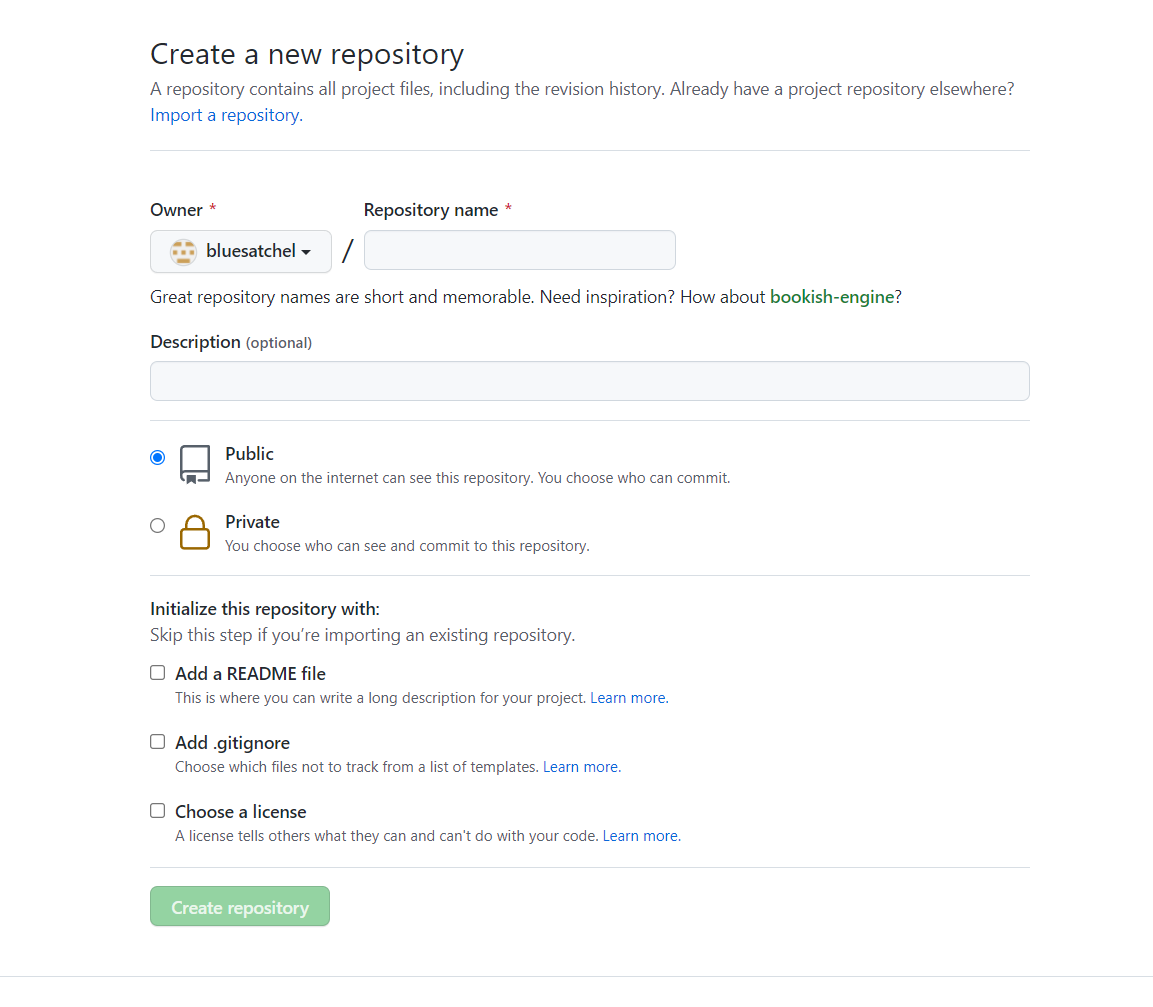 Create a new repository
A repository contains all project files, including the revision history. Already have a project repository elsewhere?
Import a repository.
Owner * Repository name *
bluesatchel /
Great repository names are short and memorable. Need inspiration? How about bookish-engine?
Description (optional)
Public
Anyone on the internet can see this repository. You choose who can commit.
Private
You choose who can see and commit to this repository.
Initialize this repository with:
Skip this step if you’re importing an existing repository.
Add a README file
This is where you can write a long description for your project. Learn more.
Add .gitignore
Choose which files not to track from a list of templates. Learn more.
Choose a license
A license tells others what they can and can't do with your code. Learn more.
Create repository